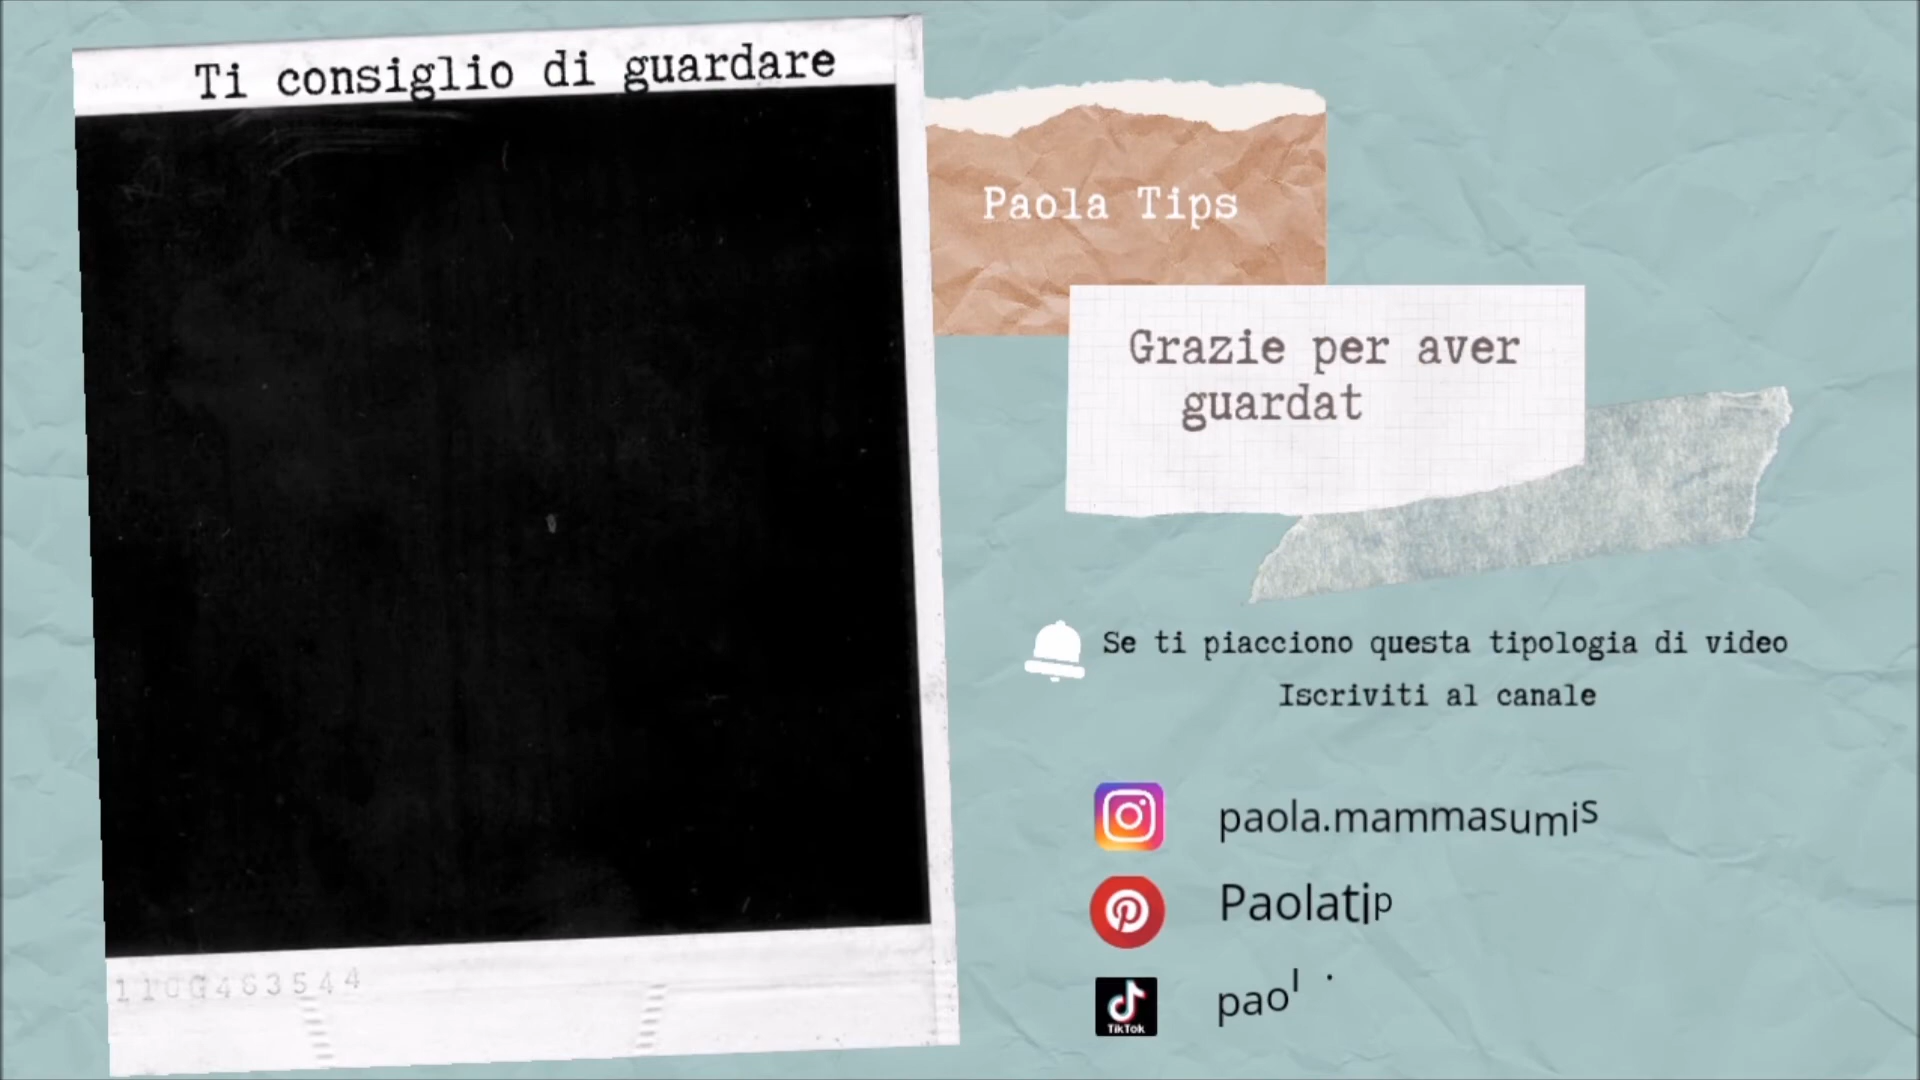 Ti consiglio di guardare
Paola Tips
Grazie per aver
guardat
Se ti piacciono questa tipologia di video
Iscriviti al canale
paola.mammasumis
Paolatip
TikTok
paol